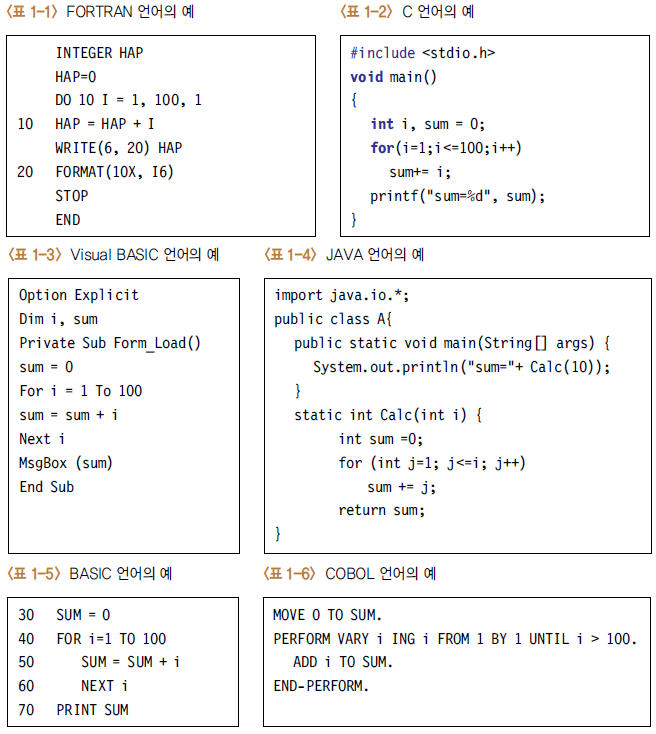 〈표 1-1〉 FORTRAN 언어의 예
INTEGER HAP
HAP=0
DO 10 I = 1, 100, 1
10 HAP = HAP + I
WRITE(6, 20) HAP
20 FORMAT(10X, I6)
STOP
END
〈표 1-2〉 C 언어의 예
#include <stdio.h>
void main()
{
int i, sum = 0;
for(i=1;i<=100;i++)
sum+= i;
printf("sum=%d", sum);
}
〈표 1-3〉 Visual BASIC 언어의 예
Option Explicit
Dim i, sum
Private Sub Form_Load()
sum = 0
For i = 1 To 100
sum = sum + i
Next i
MsgBox (sum)
End Sub
〈표 1-4〉 JAVA 언어의 예
import java.io.*;
public class A{
public static void main(String[] args) {
System.out.println("sum="+ Calc(10));
}
static int Calc(int i) {
int sum =0;
for (int j=1; j<=i; j++)
sum += j;
return sum;
}
〈표 1-5〉 BASIC 언어의 예
30 SUM = 0
40 FOR i=1 TO 100
50 SUM = SUM + i
60 NEXT i
70 PRINT SUM
〈표 1-6〉 COBOL 언어의 예
MOVE 0 TO SUM.
PERFORM VARY i ING i FROM 1 BY 1 UNTIL i > 100.
ADD i TO SUM.
END-PERFORM.